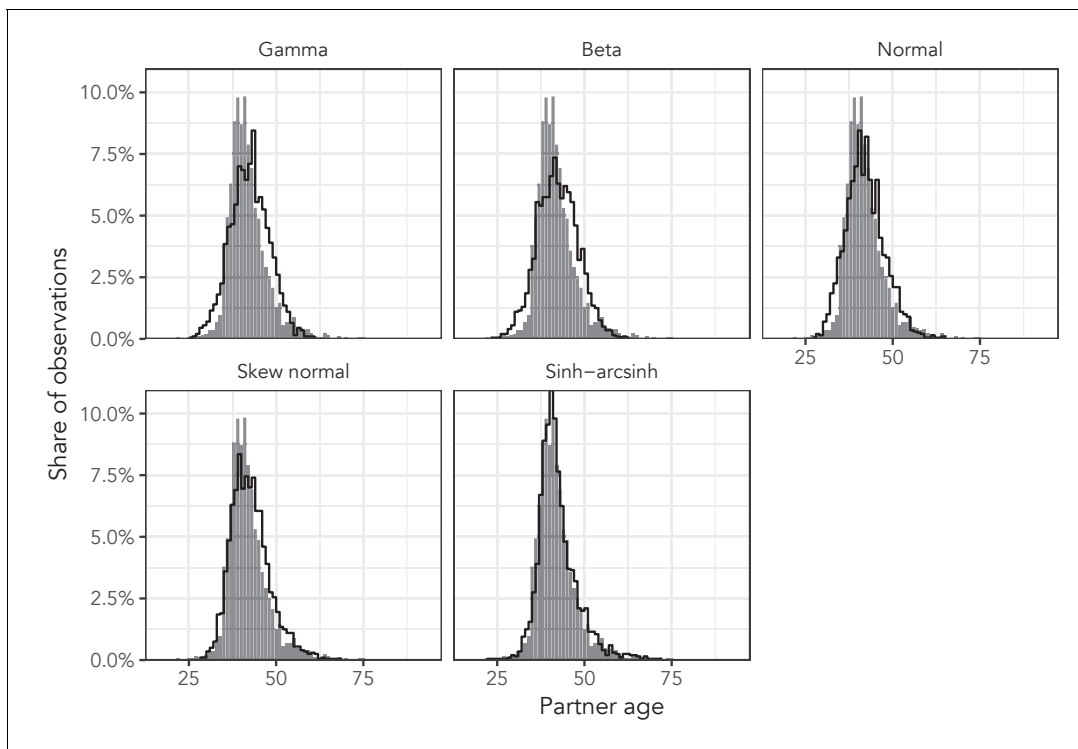 Gamma
Beta
Normal
10.0%
7.5%
5.0%
2.5%
0.0%
25
50
75
Skew normal
Sinh−arcsinh
10.0%
7.5%
5.0%
2.5%
0.0%
25
50
75
25
50
75
Share of observations
Partner age